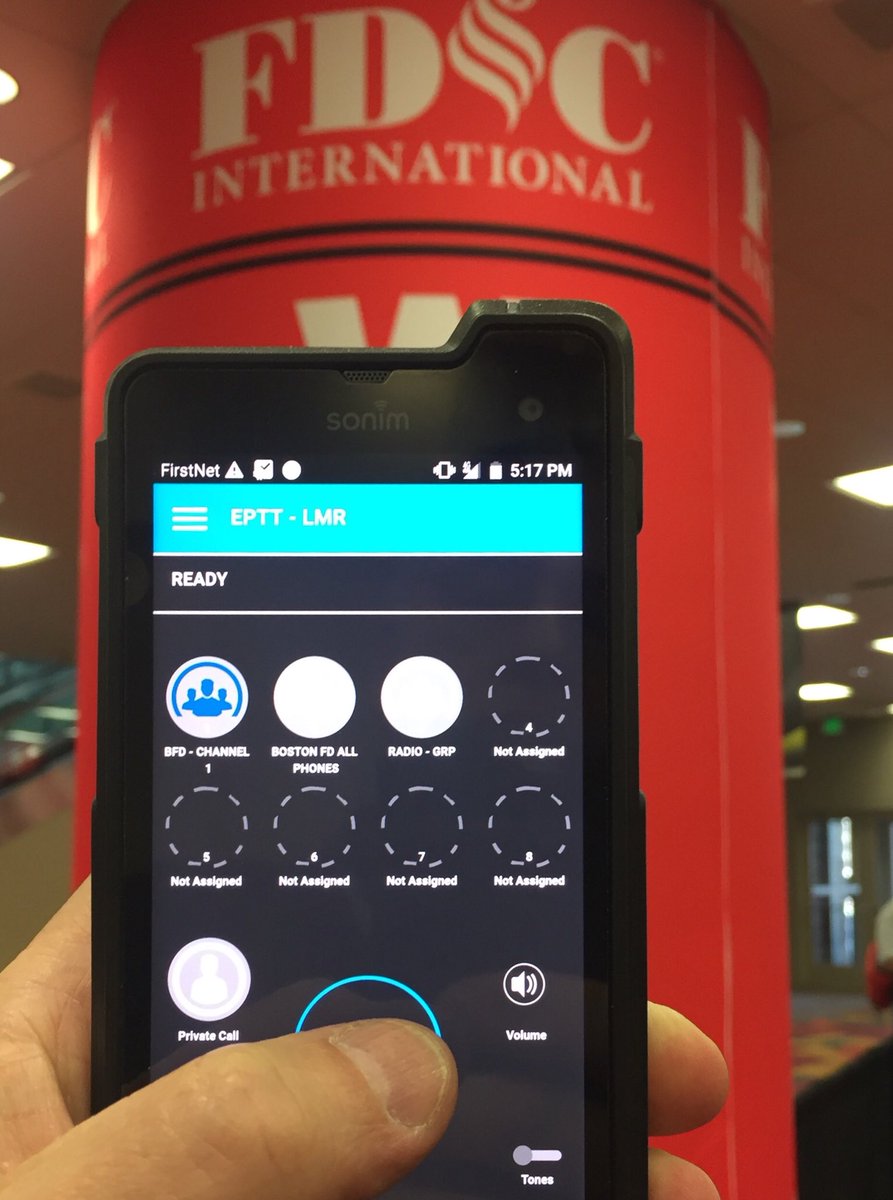 FDIC
INTERNATIONAL
W
sonim
FirstNet 5:17 PM
EPTT - LMR
READY
BFD - CHANNEL 1
BOSTON FD ALL PHONES
RADIO - GRP
4
Not Assigned
5
Not Assigned
6
Not Assigned
7
Not Assigned
8
Not Assigned
Private Call
Volume
Tones